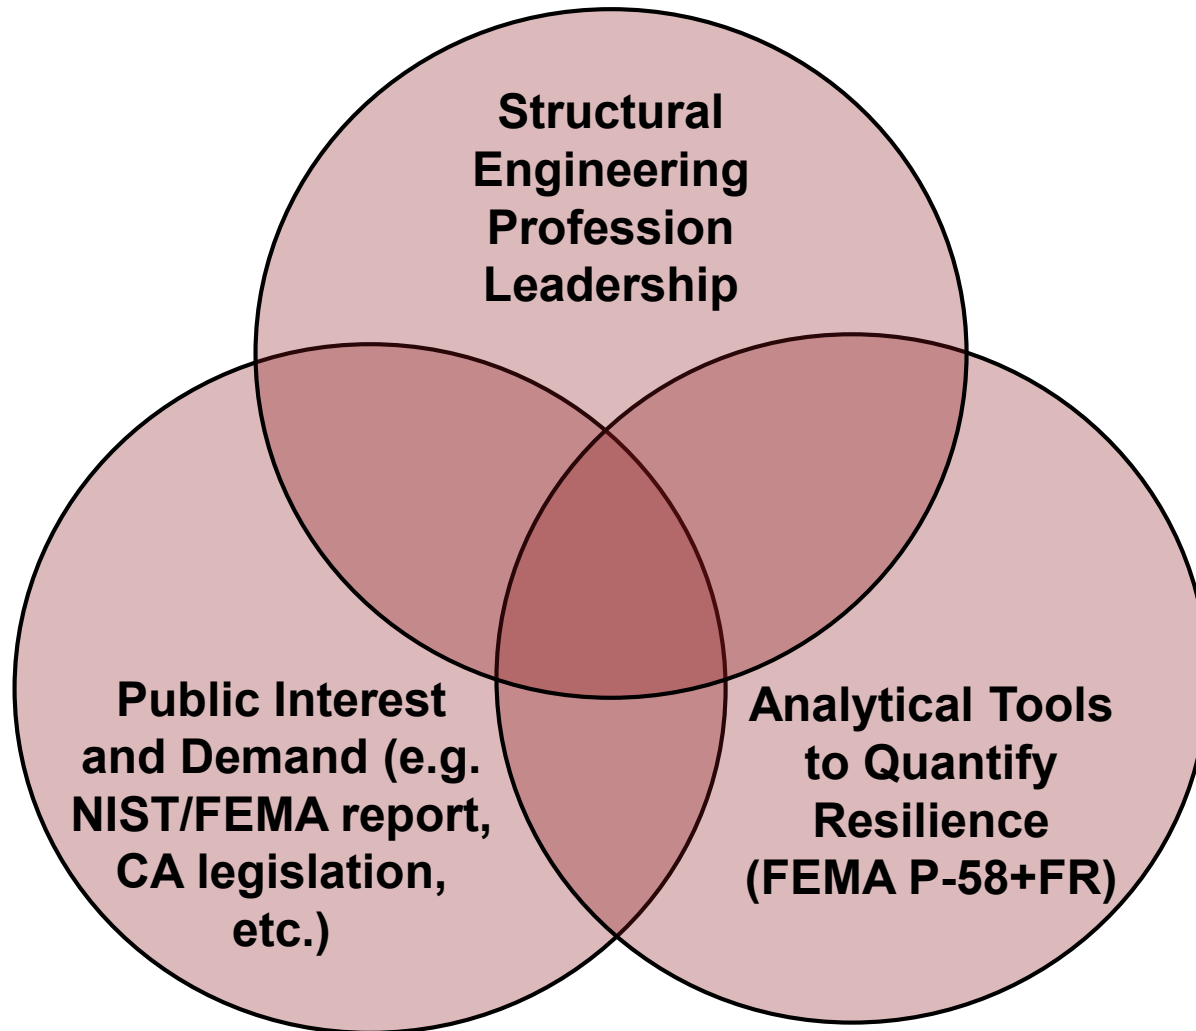 Structural
Engineering
Profession
Leadership
Public Interest
and Demand (e.g.
NIST/FEMA report,
CA legislation,
etc.)
Analytical Tools
to Quantify
Resilience
(FEMA P-58+FR)